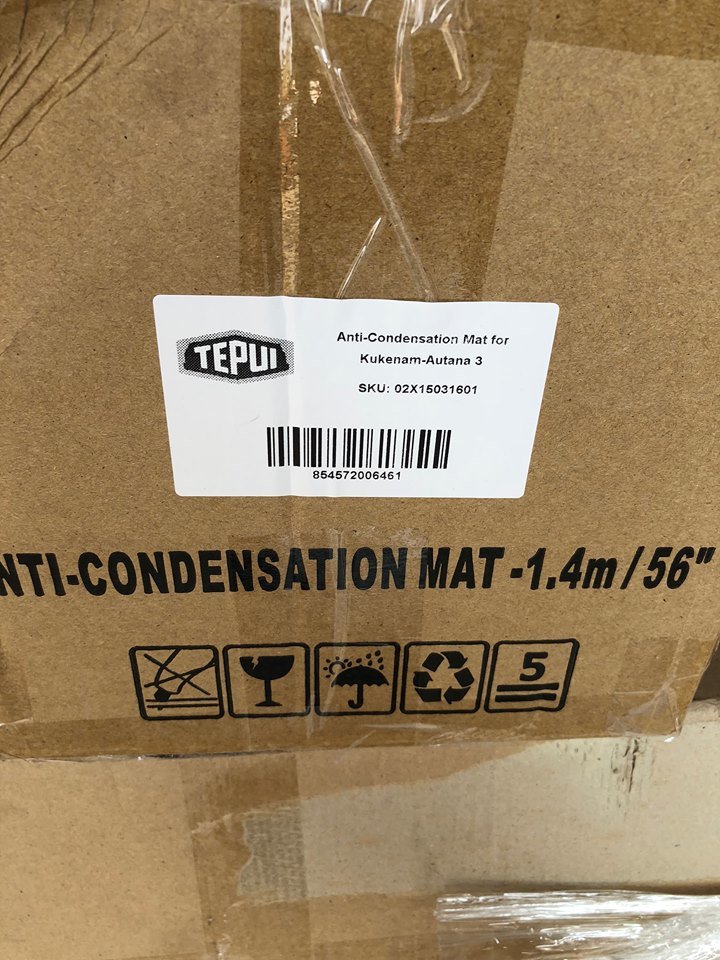 TEPUI
Anti-Condensation Mat for
Kukenam-Autana 3
SKU: 02X15031601
854572006461
NTI-CONDENSATION MAT -1.4m / 56"
5